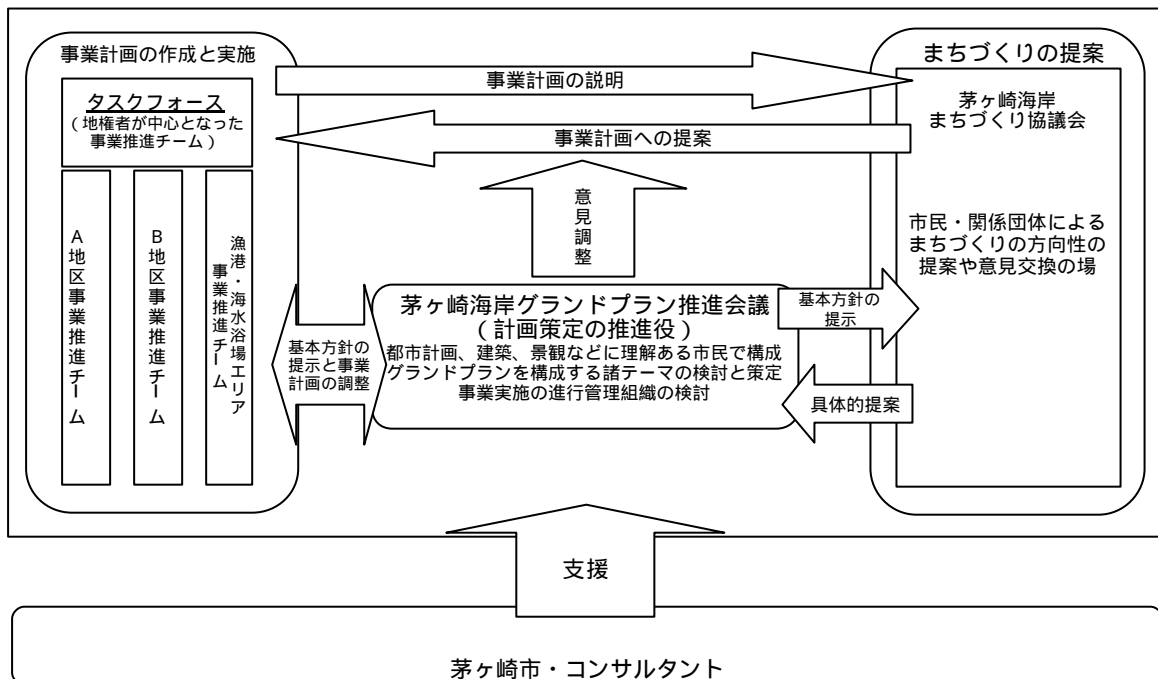 事業計画の作成と実施
タスクフォース
(地権者が中心となった
事業推進チーム)
A地区事業推進チーム
B地区事業推進チーム
漁港・海水浴場エリア
事業推進チーム
事業計画の説明
事業計画への提案
意見調整
まちづくりの提案
茅ヶ崎海岸
まちづくり協議会
市民・関係団体による
まちづくりの方向性の
提案や意見交換の場
基本方針の
提示と事業
計画の調整
茅ヶ崎海岸グランドプラン推進会議
(計画策定の推進役)
都市計画、建築、景観などに理解ある市民で構成
グランドプランを構成する諸テーマの検討と策定
事業実施の進行管理組織の検討
基本方針の
提示
具体的提案
支援
茅ヶ崎市・コンサルタント